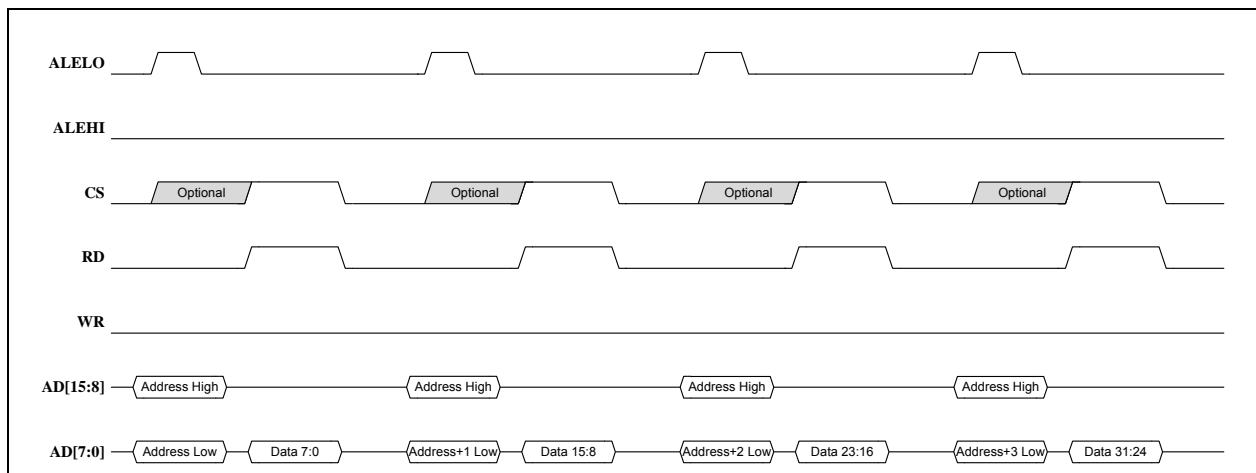 ALELO
ALEHI
CS Optional Optional Optional Optional
RD
WR
AD[15:8] Address High Address High Address High Address High
AD[7:0] Address Low Data 7:0 Address+1 Low Data 15:8 Address+2 Low Data 23:16 Address+3 Low Data 31:24